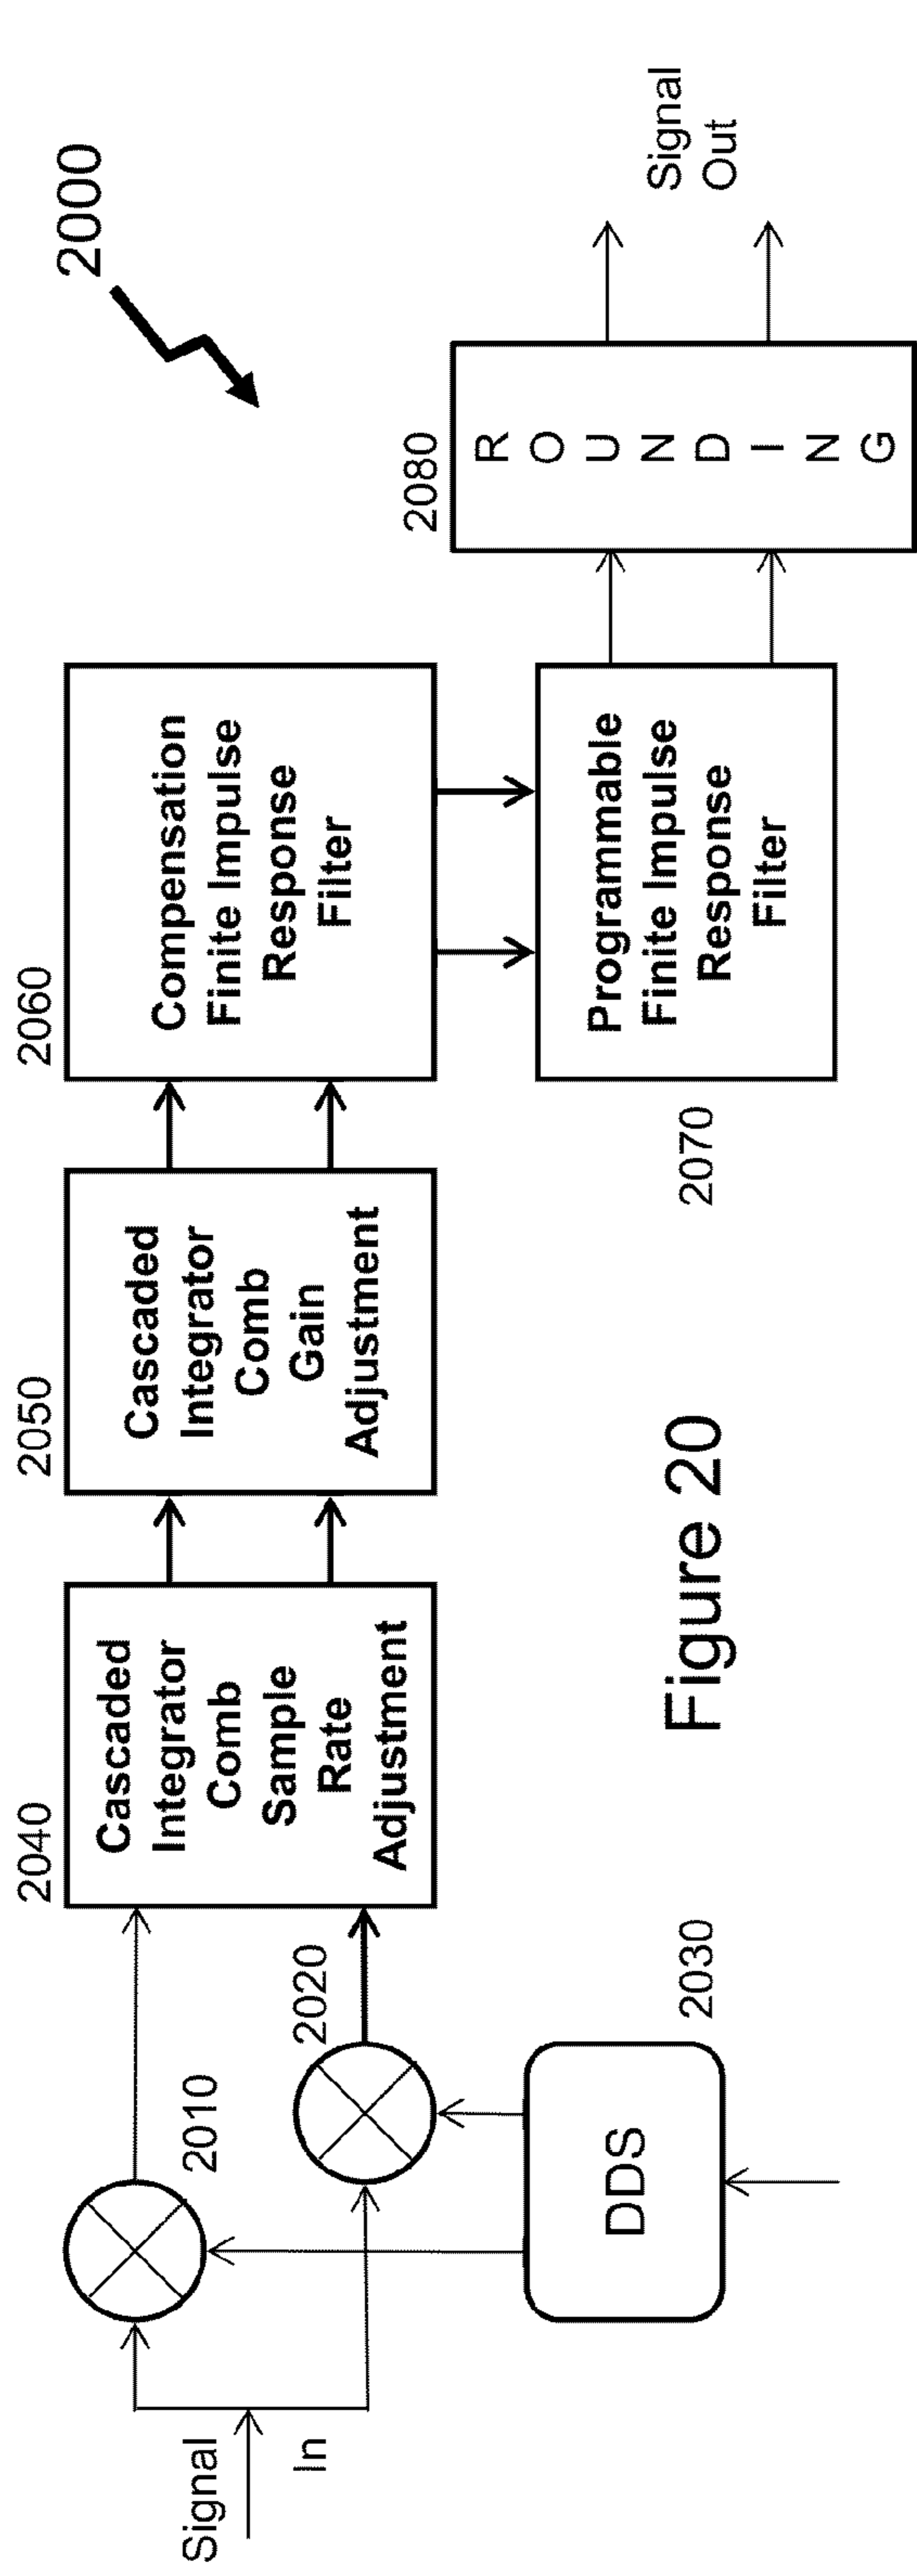 2000
Signal
In
2010
2020
DDS
2030
2040
Cascaded
Integrator
Comb
Sample
Rate
Adjustment
2050
Cascaded
Integrator
Comb
Gain
Adjustment
2060
Compensation
Finite Impulse
Response
Filter
Programmable
Finite Impulse
Response
Filter
2070
2080
R
O
U
N
D
I
N
G
Signal
Out
Figure 20